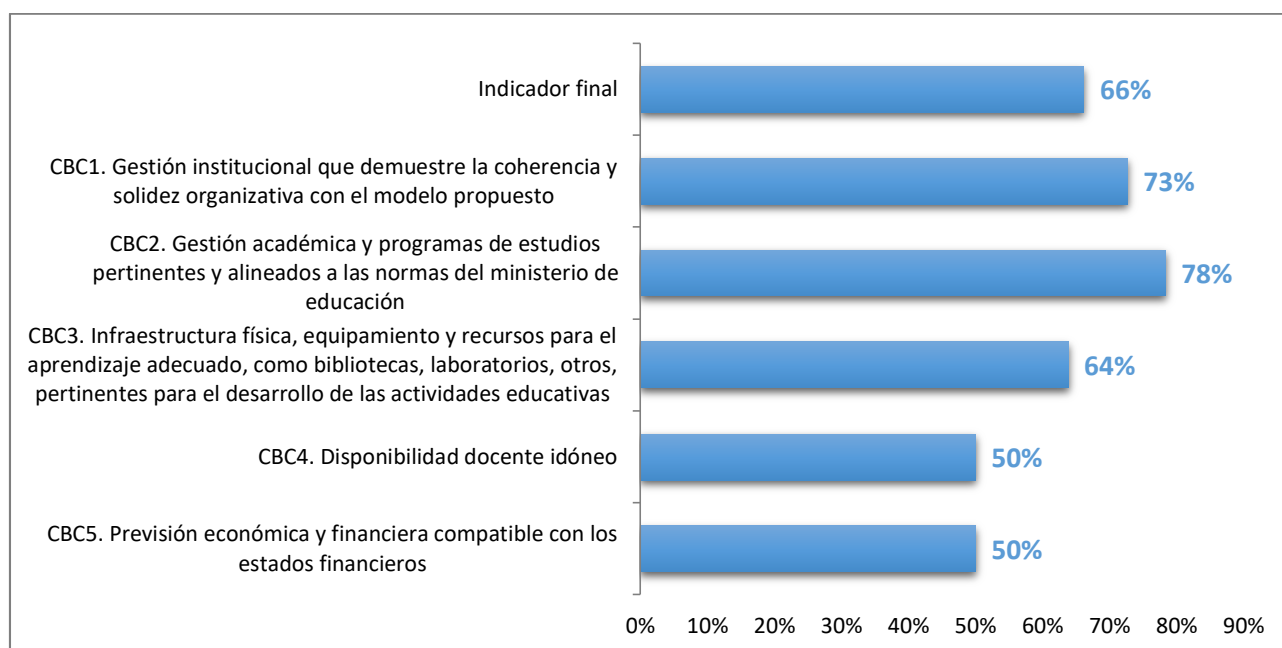 Indicador final
66%
CBC1. Gestión institucional que demuestre la coherencia y
solidez organizativa con el modelo propuesto
73%
CBC2. Gestión académica y programas de estudios
pertinentes y alineados a las normas del ministerio de
educación
78%
CBC3. Infraestructura física, equipamiento y recursos para el
aprendizaje adecuado, como bibliotecas, laboratorios, otros,
pertinentes para el desarrollo de las actividades educativas
64%
CBC4. Disponibilidad docente idóneo
50%
CBC5. Previsión económica y financiera compatible con los
estados financieros
50%
0% 10% 20% 30% 40% 50% 60% 70% 80% 90%